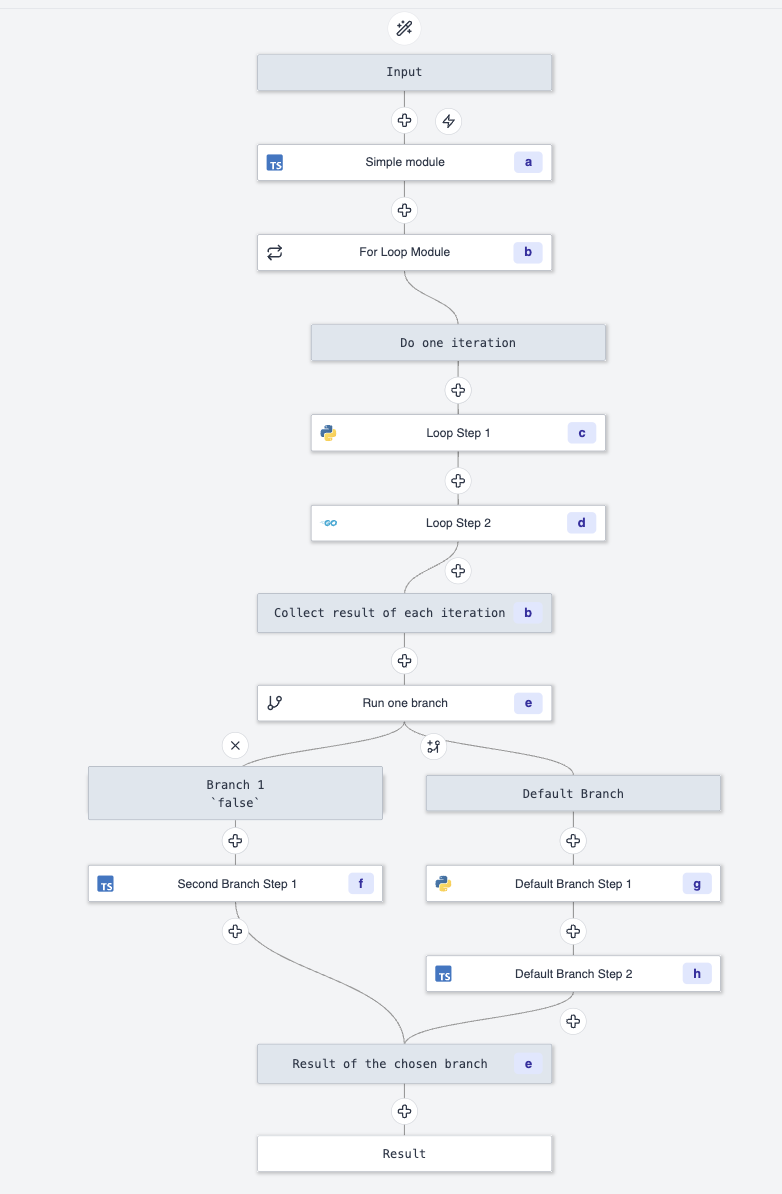 Input
TS Simple module a
For Loop Module b
Do one iteration
Loop Step 1 c
GO Loop Step 2 d
Collect result of each iteration b
Run one branch e
Branch 1
`false`
Default Branch
TS Second Branch Step 1 f
Default Branch Step 1 g
TS Default Branch Step 2 h
Result of the chosen branch e
Result